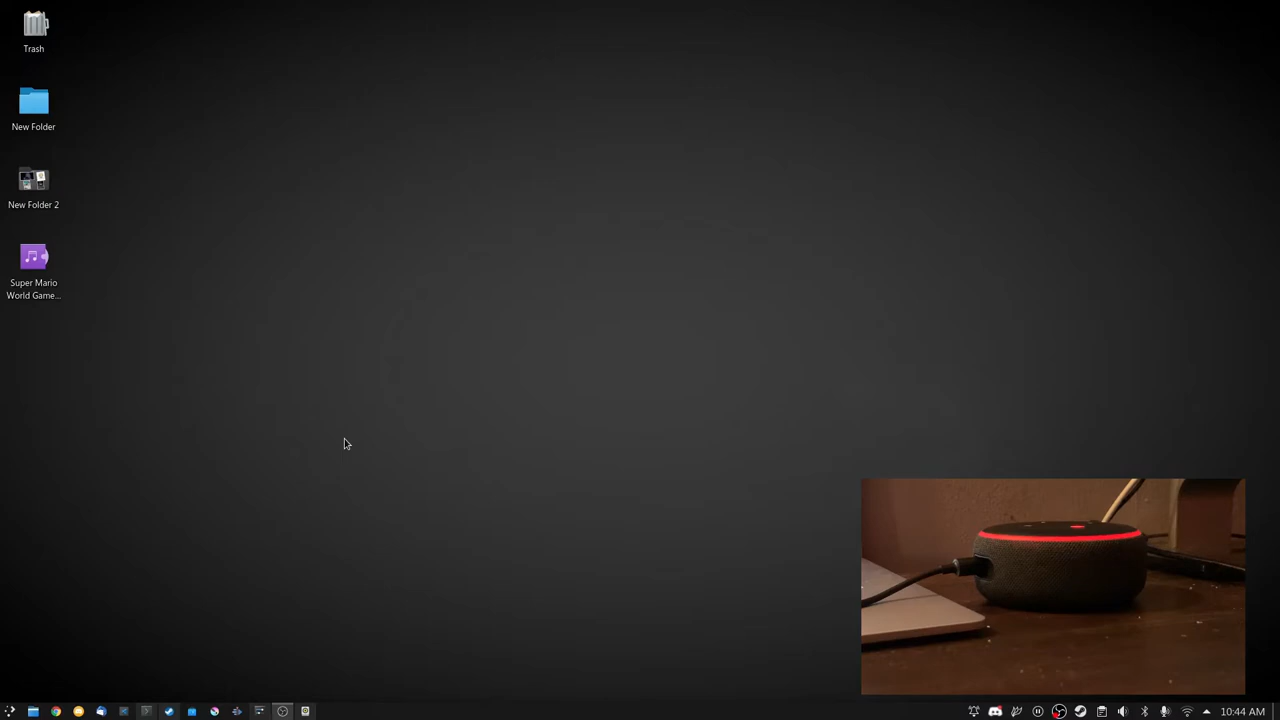 Trash
New Folder
New Folder 2
Super Mario
World Game...
10:44 AM